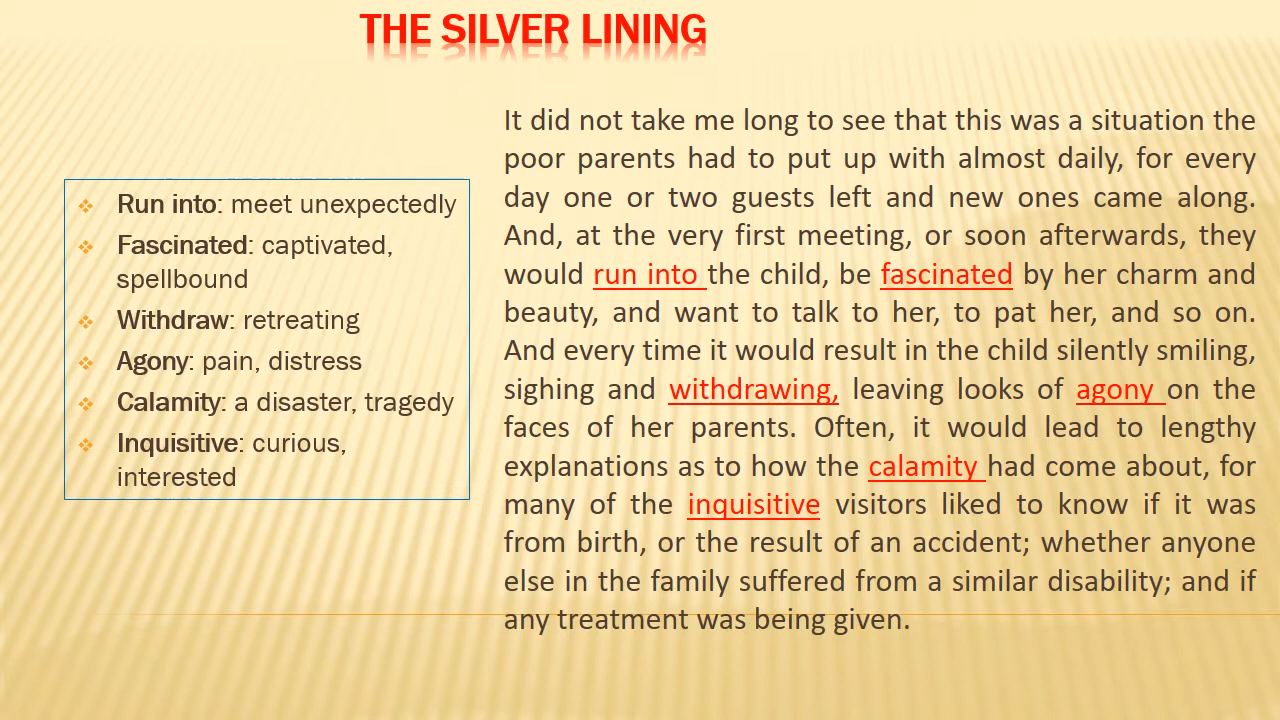 THE SILVER LINING
❖ Run into: meet unexpectedly
❖ Fascinated: captivated,
spellbound
❖ Withdraw: retreating
❖ Agony: pain, distress
❖ Calamity: a disaster, tragedy
❖ Inquisitive: curious,
interested
It did not take me long to see that this was a situation the
poor parents had to put up with almost daily, for every
day one or two guests left and new ones came along.
And, at the very first meeting, or soon afterwards, they
would run into the child, be fascinated by her charm and
beauty, and want to talk to her, to pat her, and so on.
And every time it would result in the child silently smiling,
sighing and withdrawing, leaving looks of agony on the
faces of her parents. Often, it would lead to lengthy
explanations as to how the calamity had come about, for
many of the inquisitive visitors liked to know if it was
from birth, or the result of an accident; whether anyone
else in the family suffered from a similar disability; and if
any treatment was being given.